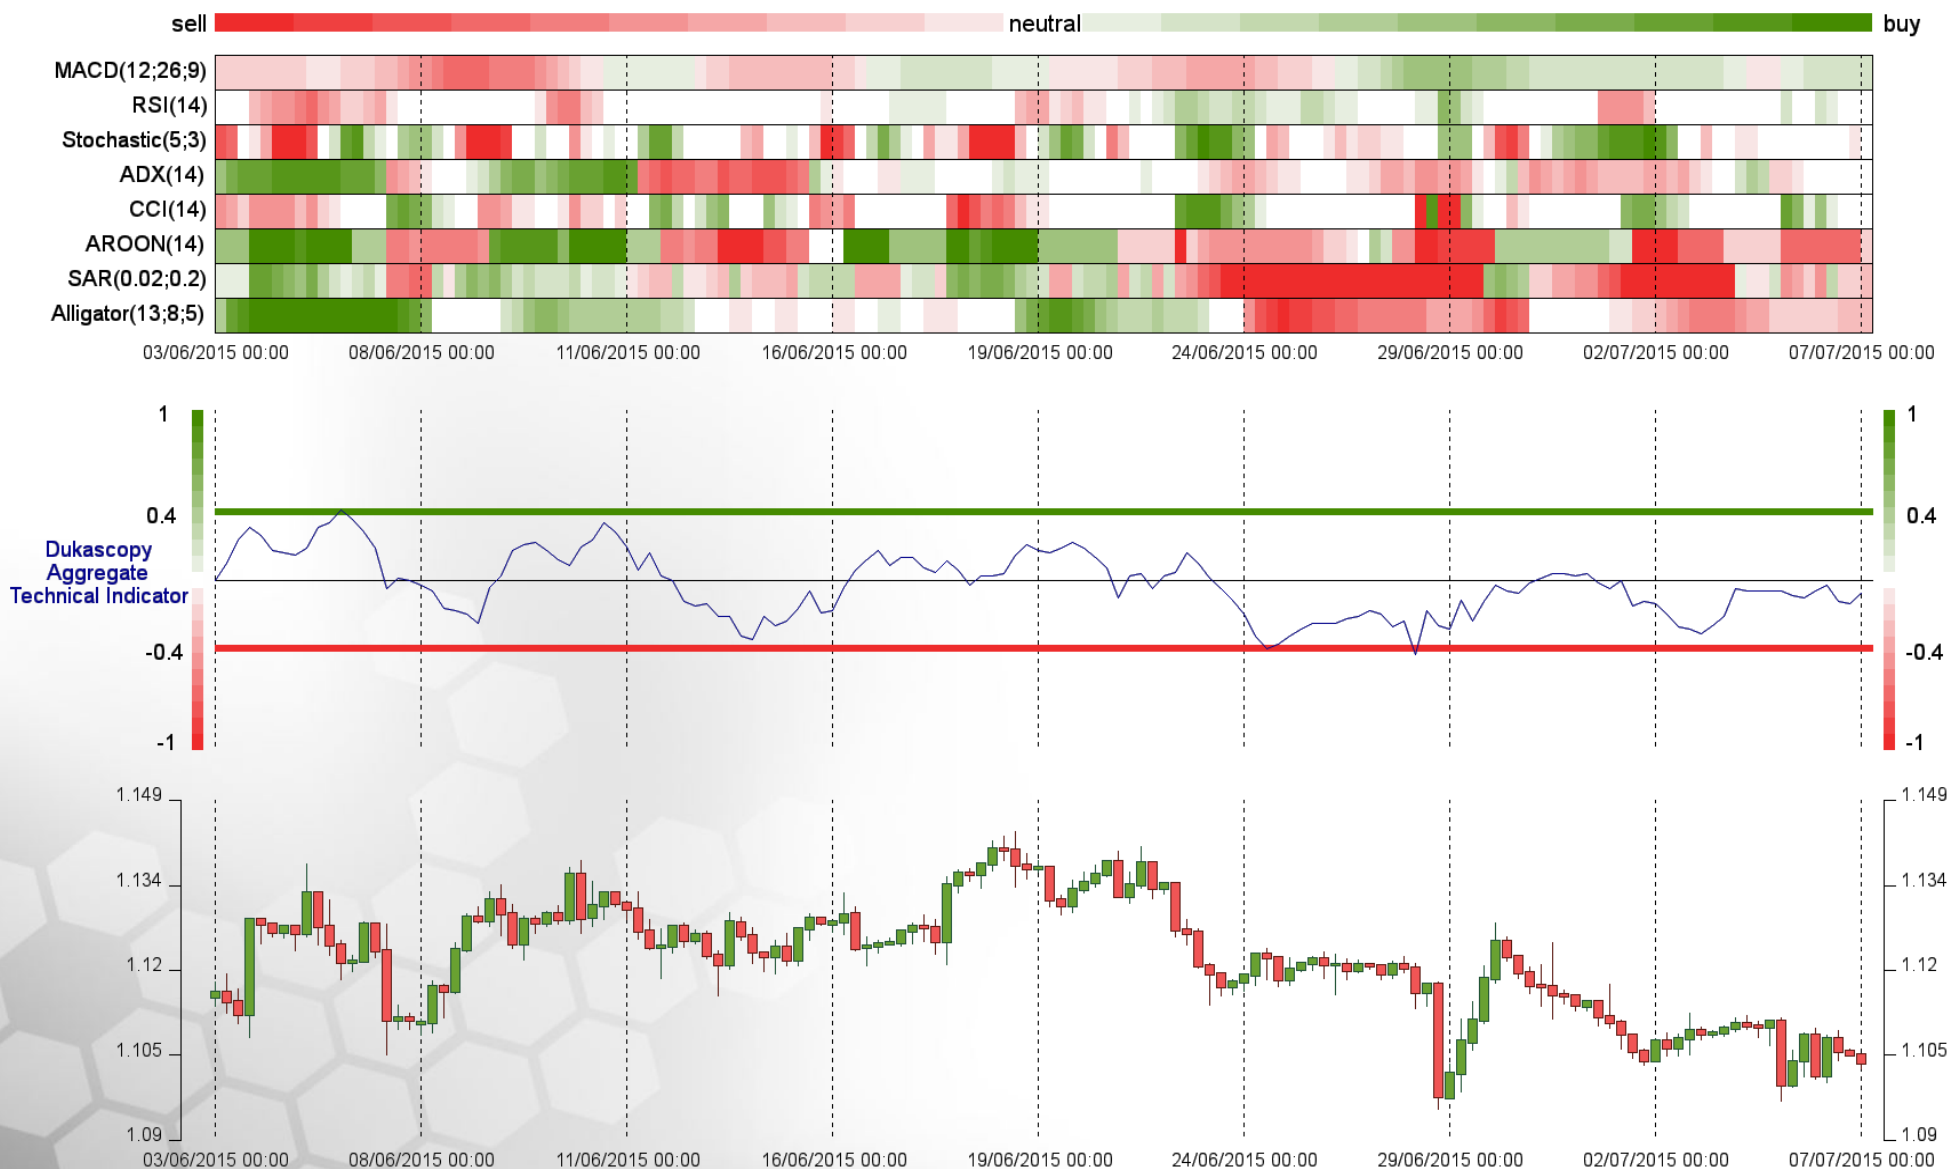 sell neutral buy
MACD(12;26;9)
RSI(14)
Stochastic(5;3)
ADX(14)
CCI(14)
AROON(14)
SAR(0.02;0.2)
Alligator(13;8;5)
03/06/2015 00:00 08/06/2015 00:00 11/06/2015 00:00 16/06/2015 00:00 19/06/2015 00:00 24/06/2015 00:00 29/06/2015 00:00 02/07/2015 00:00 07/07/2015 00:00
1 1
0.4 0.4
Dukascopy
Aggregate
Technical Indicator
-0.4 -0.4
-1 -1
1.149 1.149
1.134 1.134
1.12 1.12
1.105 1.105
1.09 1.09
03/06/2015 00:00 08/06/2015 00:00 11/06/2015 00:00 16/06/2015 00:00 19/06/2015 00:00 24/06/2015 00:00 29/06/2015 00:00 02/07/2015 00:00 07/07/2015 00:00